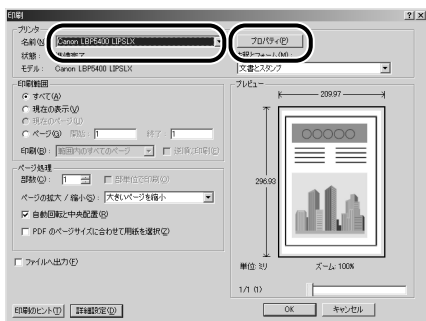 印刷
プリンタ
名前(N): Canon LBP5400 LIPSLX
プロパティ(P)
状態: 準備完了
注釈とフォーム(M):
モデル: Canon LBP5400 LIPSLX
文書とスタンプ
印刷範囲
すべて(A)
現在の表示(V)
現在のページ(U)
ページ(G) 開始: 1 終了: 1
印刷(B): 範囲内のすべてのページ 逆順に印刷(E)
ページ処理
部数(C): 1 部単位で印刷(O)
ページの拡大 / 縮小(S): 大きいページを縮小
自動回転と中央配置(R)
PDF のページサイズに合わせて用紙を選択(Z)
ファイルへ出力(F)
プレビュー
209.97
296.93
単位: ミリ ズーム: 100%
1/1 (1)
印刷のヒント(T) 詳細設定(D) OK キャンセル